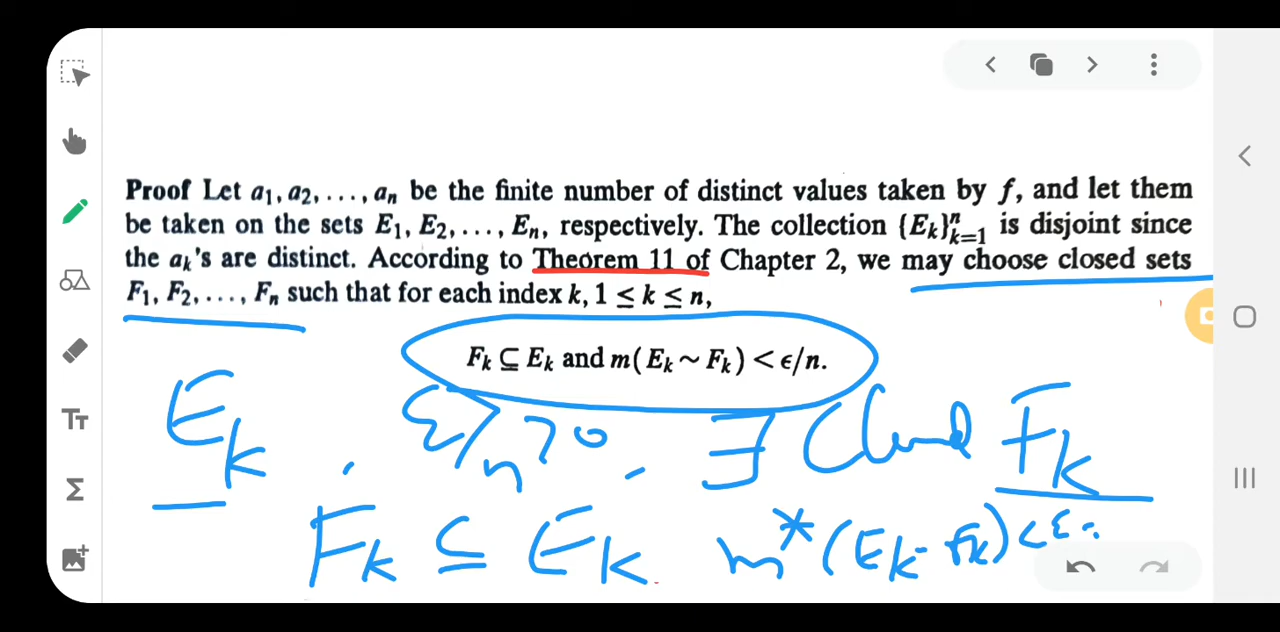 Proof Let a₁, a₂, ..., aₙ be the finite number of distinct values taken by f, and let them
be taken on the sets E₁, E₂, ..., Eₙ, respectively. The collection {Eₖ}ⁿₖ₌₁ is disjoint since
the aₖ's are distinct. According to Theorem 11 of Chapter 2, we may choose closed sets
F₁, F₂, ..., Fₙ such that for each index k, 1 ≤ k ≤ n,
Fₖ ⊆ Eₖ and m(Eₖ ~ Fₖ) < ϵ/n.
Eₖ, ε/n > 0, ∃ Closed Fₖ
Fₖ ⊆ Eₖ. m*(Eₖ - Fₖ) < ε
Tт
Σ